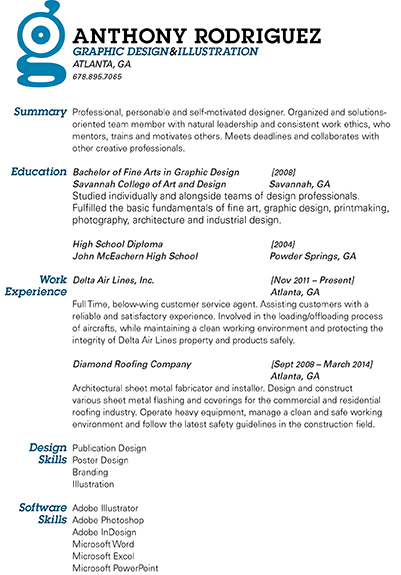 ANTHONY RODRIGUEZ
GRAPHIC DESIGN&ILLUSTRATION
ATLANTA, GA
678.895.7065
Summary Professional, personable and self-motivated designer. Organized and solutions-
oriented team member with natural leadership and consistent work ethics, who
mentors, trains and motivates others. Meets deadlines and collaborates with
other creative professionals.
Education Bachelor of Fine Arts in Graphic Design [2008]
Savannah College of Art and Design Savannah, GA
Studied individually and alongside teams of design professionals.
Fulfilled the basic fundamentals of fine art, graphic design, printmaking,
photography, architecture and industrial design.
High School Diploma [2004]
John McEachern High School Powder Springs, GA
Work Delta Air Lines, Inc. [Nov 2011 – Present]
Experience Atlanta, GA
Full Time, below-wing customer service agent. Assisting customers with a
reliable and satisfactory experience. Involved in the loading/offloading process
of aircrafts, while maintaining a clean working environment and protecting the
integrity of Delta Air Lines property and products safely.
Diamond Roofing Company [Sept 2008 – March 2014]
Atlanta, GA
Architectural sheet metal fabricator and installer. Design and construct
various sheet metal flashing and coverings for the commercial and residential
roofing industry. Operate heavy equipment, manage a clean and safe working
environment and follow the latest safety guidelines in the construction field.
Design Publication Design
Skills Poster Design
Branding
Illustration
Software Adobe Illustrator
Skills Adobe Photoshop
Adobe InDesign
Microsoft Word
Microsoft Excel
Microsoft PowerPoint